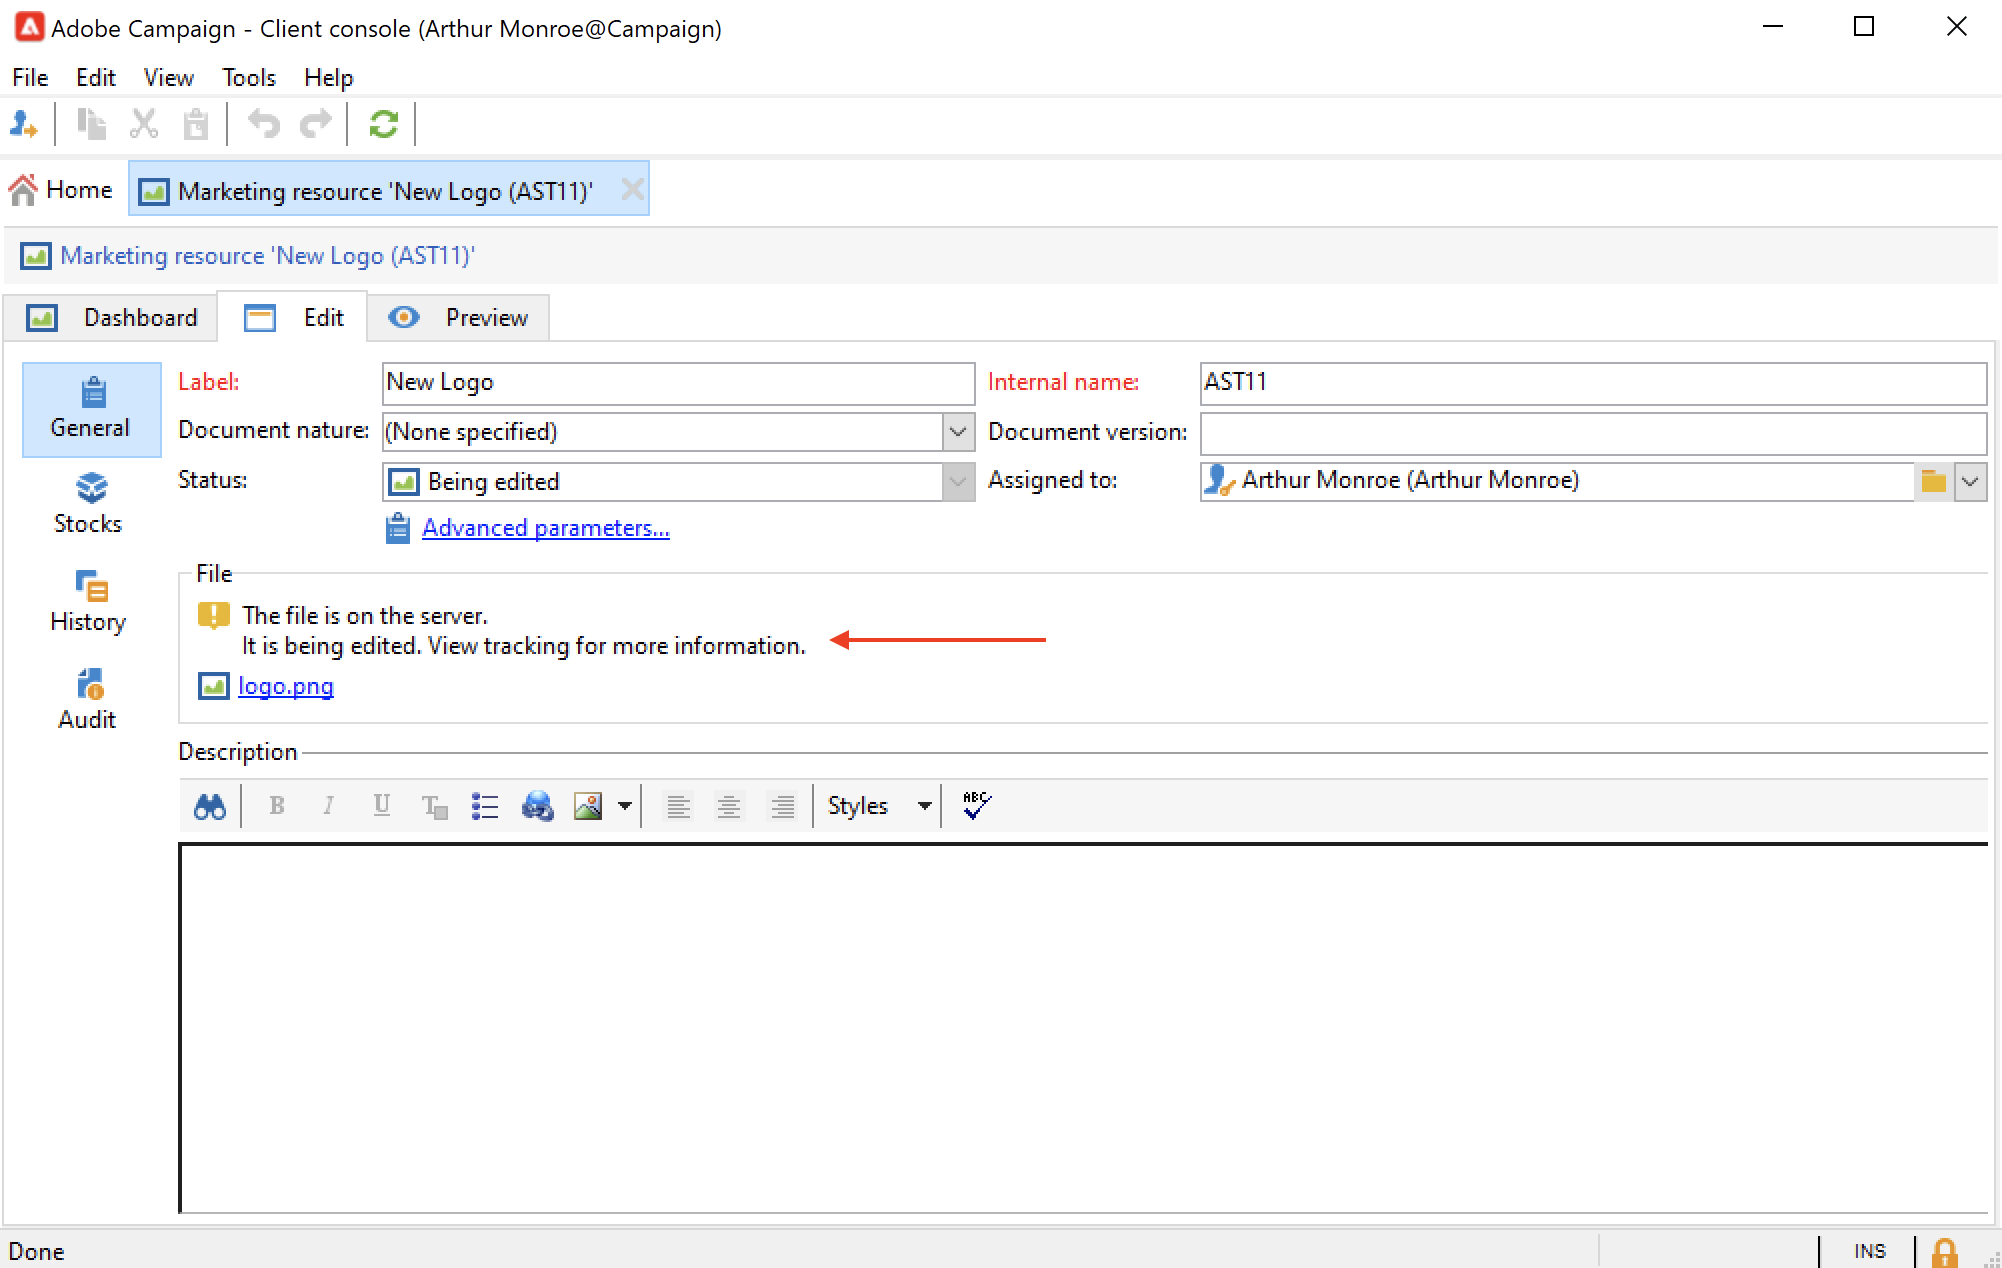 Adobe Campaign - Client console (Arthur Monroe@Campaign)
File Edit View Tools Help
Home Marketing resource 'New Logo (AST11)'
Marketing resource 'New Logo (AST11)'
Dashboard Edit Preview
General
Stocks
History
Audit
Label: New Logo Internal name: AST11
Document nature: (None specified) Document version:
Status: Being edited Assigned to: Arthur Monroe (Arthur Monroe)
Advanced parameters...
File
The file is on the server.
It is being edited. View tracking for more information.
logo.png
Description
B I U T Styles ABC
Done INS